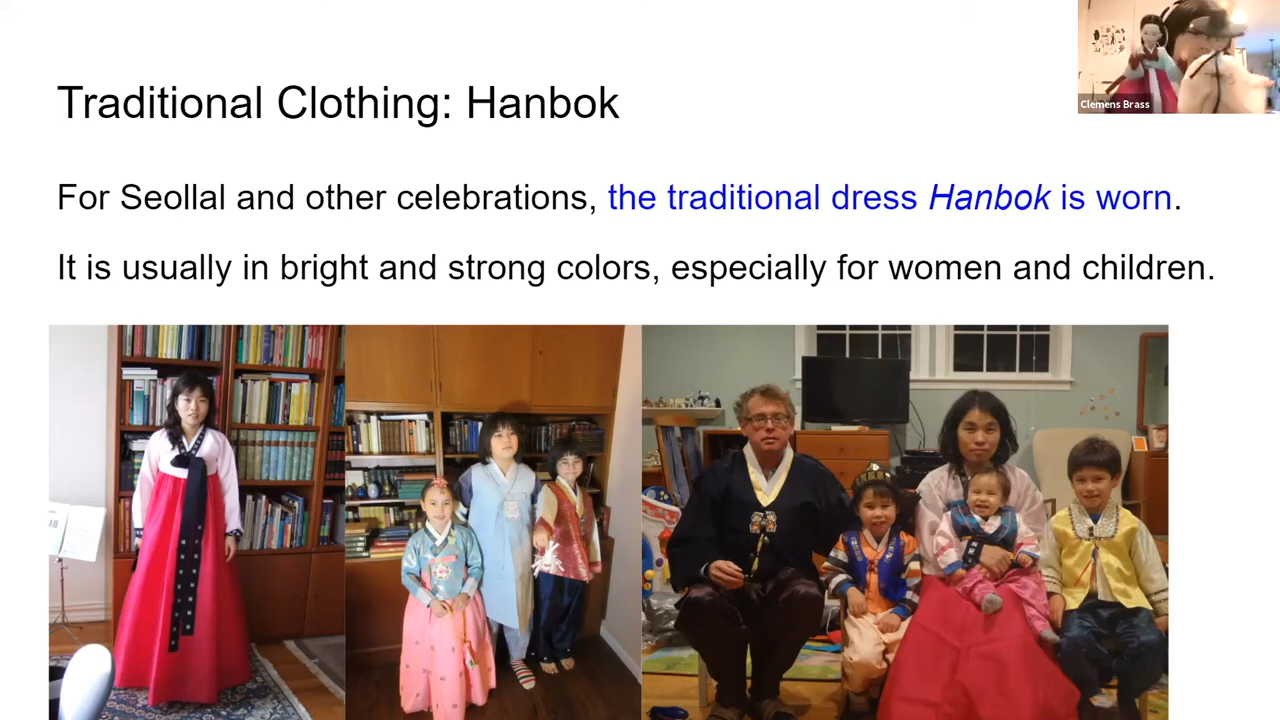 Traditional Clothing: Hanbok
Clemens Brass
For Seollal and other celebrations, the traditional dress Hanbok is worn.
It is usually in bright and strong colors, especially for women and children.